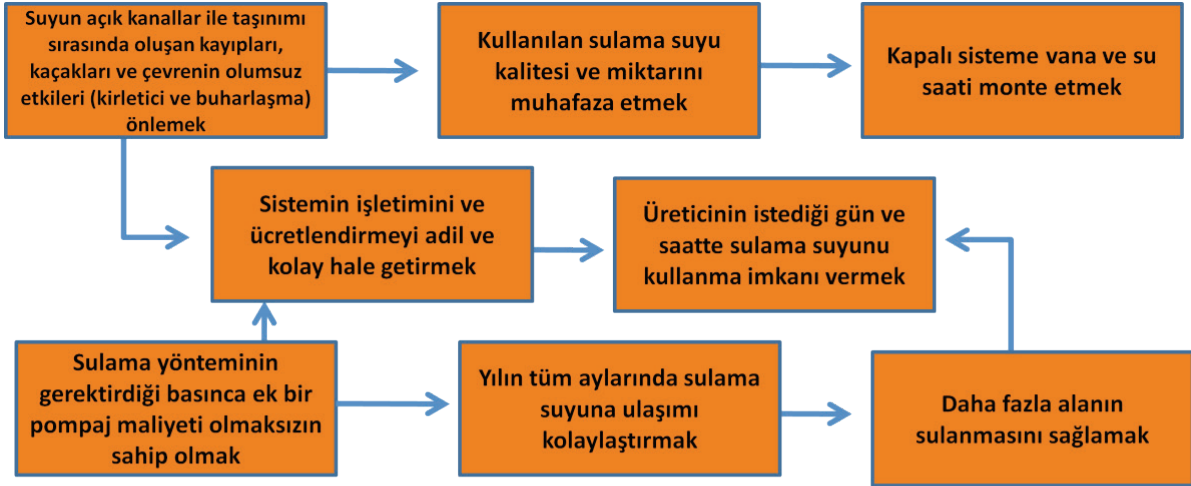 Suyun açık kanallar ile taşınımı
sırasında oluşan kayıpları,
kaçakları ve çevrenin olumsuz
etkileri (kirletici ve buharlaşma)
önlemek
Kullanılan sulama suyu
kalitesi ve miktarını
muhafaza etmek
Kapalı sisteme vana ve su
saati monte etmek
Sistemin işletimini ve
ücretlendirmeyi adil ve
kolay hale getirmek
Üreticinin istediği gün ve
saatte sulama suyunu
kullanma imkanı vermek
Sulama yönteminin
gerektirdiği basınca ek bir
pompaj maliyeti olmaksızın
sahip olmak
Yılın tüm aylarında sulama
suyuna ulaşımı
kolaylaştırmak
Daha fazla alanın
sulanmasını sağlamak